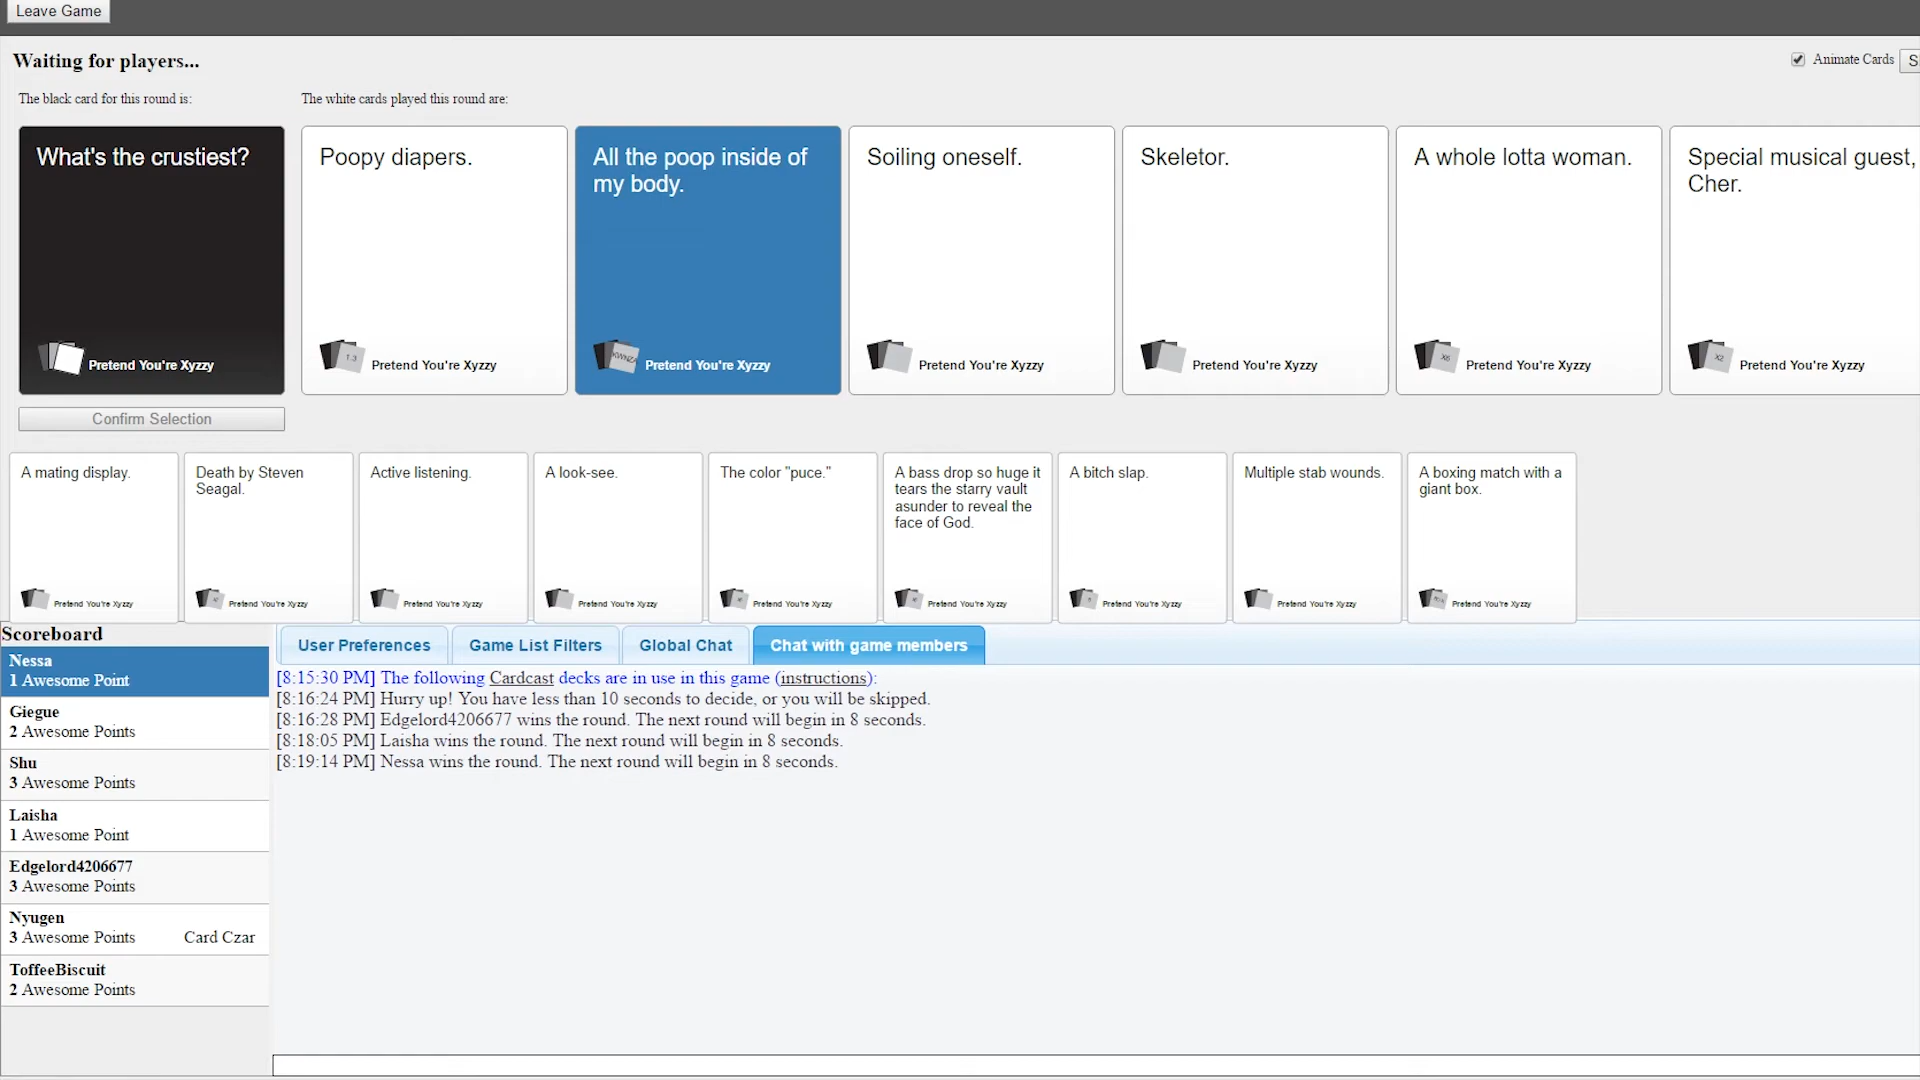 Leave Game
Waiting for players...
Animate Cards
The black card for this round is:
The white cards played this round are:
What's the crustiest?
Pretend You're Xyzzy
Poopy diapers.
1.3
Pretend You're Xyzzy
All the poop inside of
my body.
KWNZA
Pretend You're Xyzzy
Soiling oneself.
Pretend You're Xyzzy
Skeletor.
Pretend You're Xyzzy
A whole lotta woman.
X6
Pretend You're Xyzzy
Special musical guest,
Cher.
X2
Pretend You're Xyzzy
Confirm Selection
A mating display.
Pretend You're Xyzzy
Death by Steven
Seagal.
Pretend You're Xyzzy
Active listening.
Pretend You're Xyzzy
A look-see.
Pretend You're Xyzzy
The color "puce."
Pretend You're Xyzzy
A bass drop so huge it
tears the starry vault
asunder to reveal the
face of God.
Pretend You're Xyzzy
A bitch slap.
Pretend You're Xyzzy
Multiple stab wounds.
Pretend You're Xyzzy
A boxing match with a
giant box.
Pretend You're Xyzzy
Scoreboard
Nessa
1 Awesome Point
Giegue
2 Awesome Points
Shu
3 Awesome Points
Laisha
1 Awesome Point
Edgelord4206677
3 Awesome Points
Nyugen
3 Awesome Points Card Czar
ToffeeBiscuit
2 Awesome Points
User Preferences
Game List Filters
Global Chat
Chat with game members
[8:15:30 PM] The following Cardcast decks are in use in this game (instructions):
[8:16:24 PM] Hurry up! You have less than 10 seconds to decide, or you will be skipped.
[8:16:28 PM] Edgelord4206677 wins the round. The next round will begin in 8 seconds.
[8:18:05 PM] Laisha wins the round. The next round will begin in 8 seconds.
[8:19:14 PM] Nessa wins the round. The next round will begin in 8 seconds.